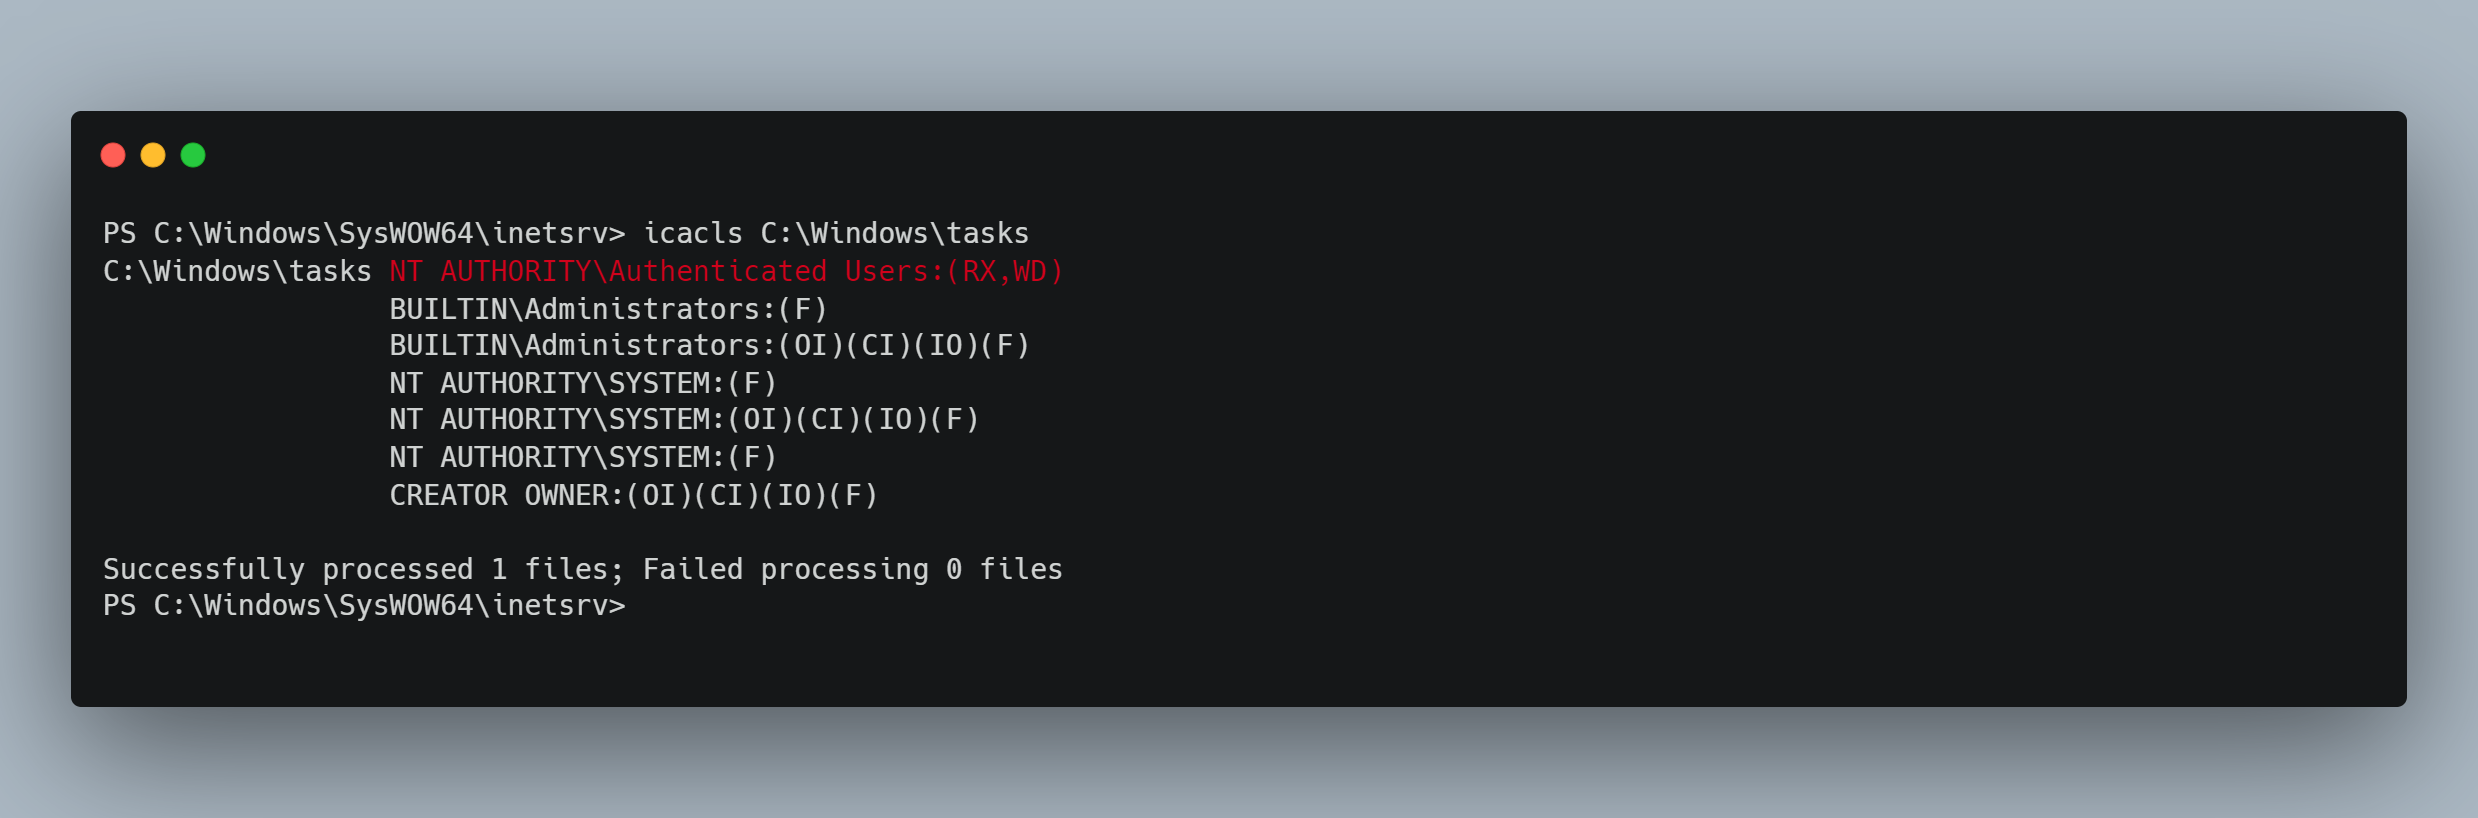 PS C:\Windows\SysWOW64\inetsrv> icacls C:\Windows\tasks
C:\Windows\tasks NT AUTHORITY\Authenticated Users:(RX,WD)
                 BUILTIN\Administrators:(F)
                 BUILTIN\Administrators:(OI)(CI)(IO)(F)
                 NT AUTHORITY\SYSTEM:(F)
                 NT AUTHORITY\SYSTEM:(OI)(CI)(IO)(F)
                 NT AUTHORITY\SYSTEM:(F)
                 CREATOR OWNER:(OI)(CI)(IO)(F)
Successfully processed 1 files; Failed processing 0 files
PS C:\Windows\SysWOW64\inetsrv>